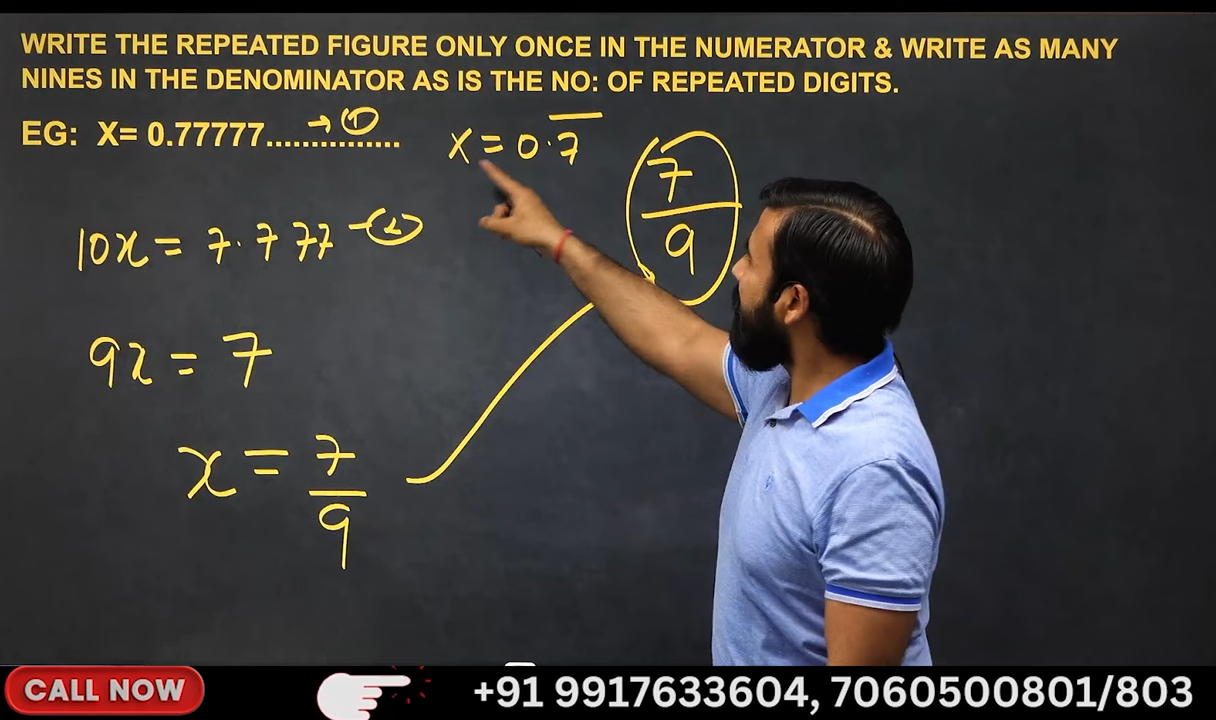 WRITE THE REPEATED FIGURE ONLY ONCE IN THE NUMERATOR & WRITE AS MANY
NINES IN THE DENOMINATOR AS IS THE NO: OF REPEATED DIGITS.
EG: X= 0.77777............... → ①
x = 0.7̅
7/9
10x = 7.777 - ②
9x = 7
x = 7/9
CALL NOW
+91 9917633604, 7060500801/803